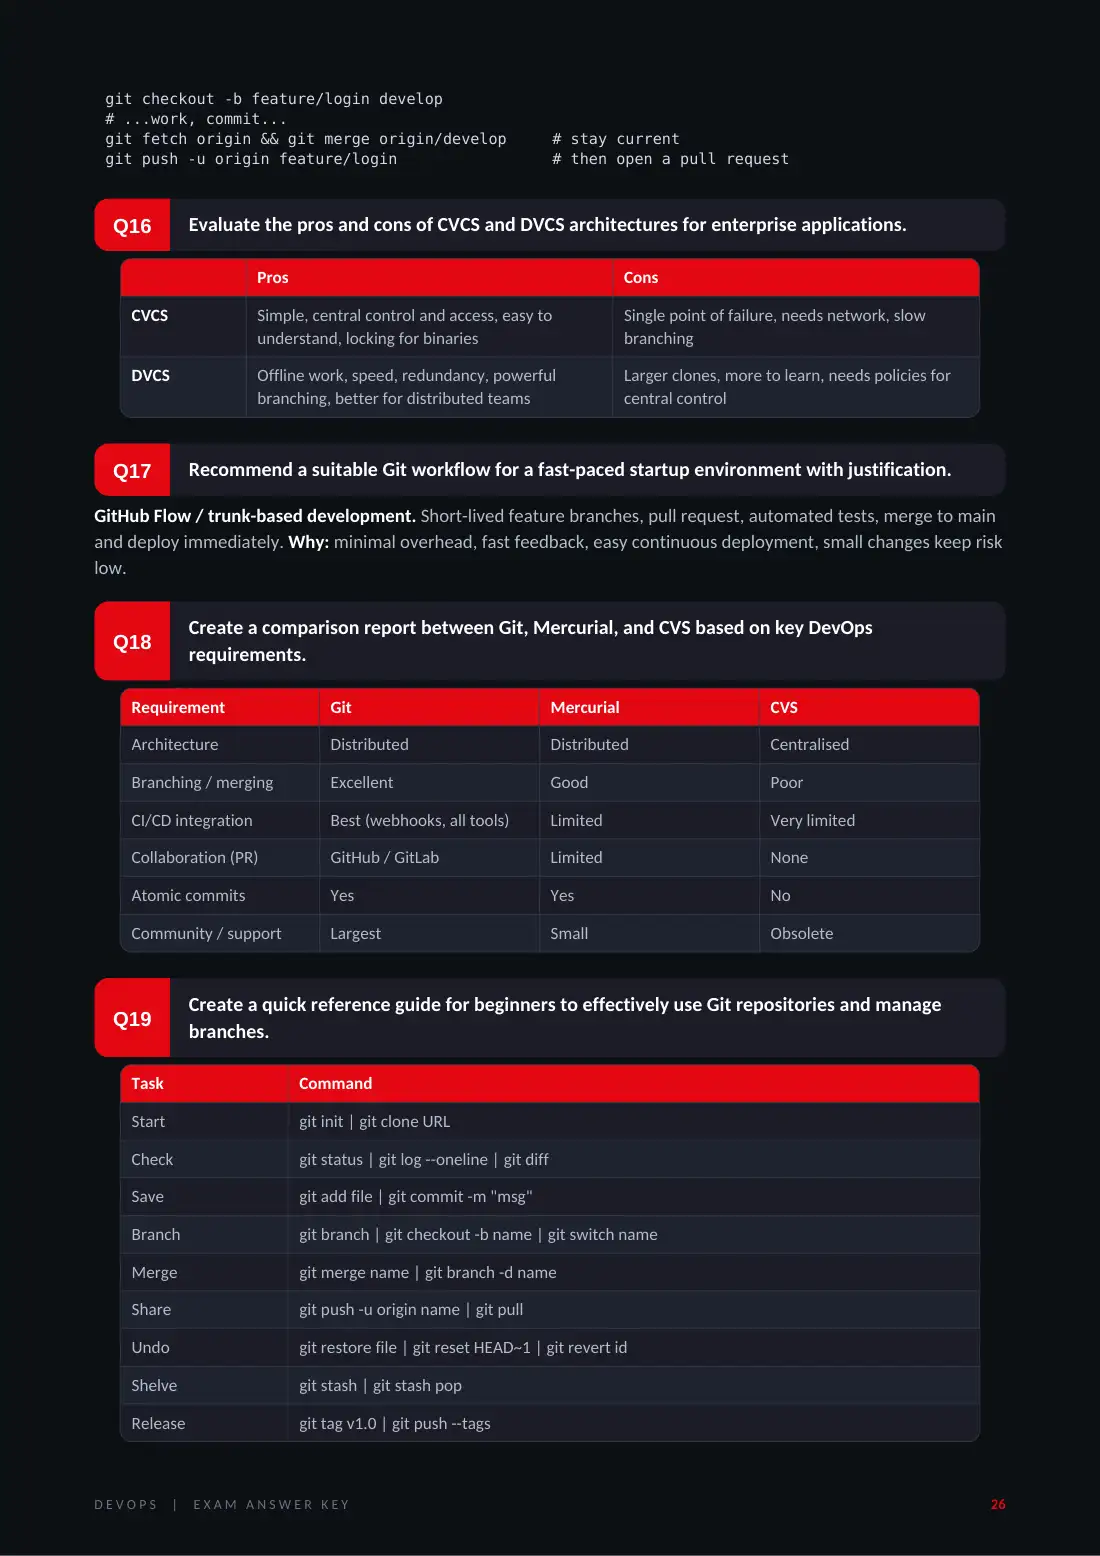 git checkout -b feature/login develop
# ...work, commit...
git fetch origin && git merge origin/develop     # stay current
git push -u origin feature/login                 # then open a pull request
Q16 Evaluate the pros and cons of CVCS and DVCS architectures for enterprise applications.
Pros Cons
CVCS Simple, central control and access, easy to understand, locking for binaries Single point of failure, needs network, slow branching
DVCS Offline work, speed, redundancy, powerful branching, better for distributed teams Larger clones, more to learn, needs policies for central control
Q17 Recommend a suitable Git workflow for a fast-paced startup environment with justification.
GitHub Flow / trunk-based development. Short-lived feature branches, pull request, automated tests, merge to main
and deploy immediately. Why: minimal overhead, fast feedback, easy continuous deployment, small changes keep risk
low.
Q18 Create a comparison report between Git, Mercurial, and CVS based on key DevOps
requirements.
Requirement Git Mercurial CVS
Architecture Distributed Distributed Centralised
Branching / merging Excellent Good Poor
CI/CD integration Best (webhooks, all tools) Limited Very limited
Collaboration (PR) GitHub / GitLab Limited None
Atomic commits Yes Yes No
Community / support Largest Small Obsolete
Q19 Create a quick reference guide for beginners to effectively use Git repositories and manage
branches.
Task Command
Start git init | git clone URL
Check git status | git log --oneline | git diff
Save git add file | git commit -m "msg"
Branch git branch | git checkout -b name | git switch name
Merge git merge name | git branch -d name
Share git push -u origin name | git pull
Undo git restore file | git reset HEAD~1 | git revert id
Shelve git stash | git stash pop
Release git tag v1.0 | git push --tags
DEVOPS | EXAM ANSWER KEY 26